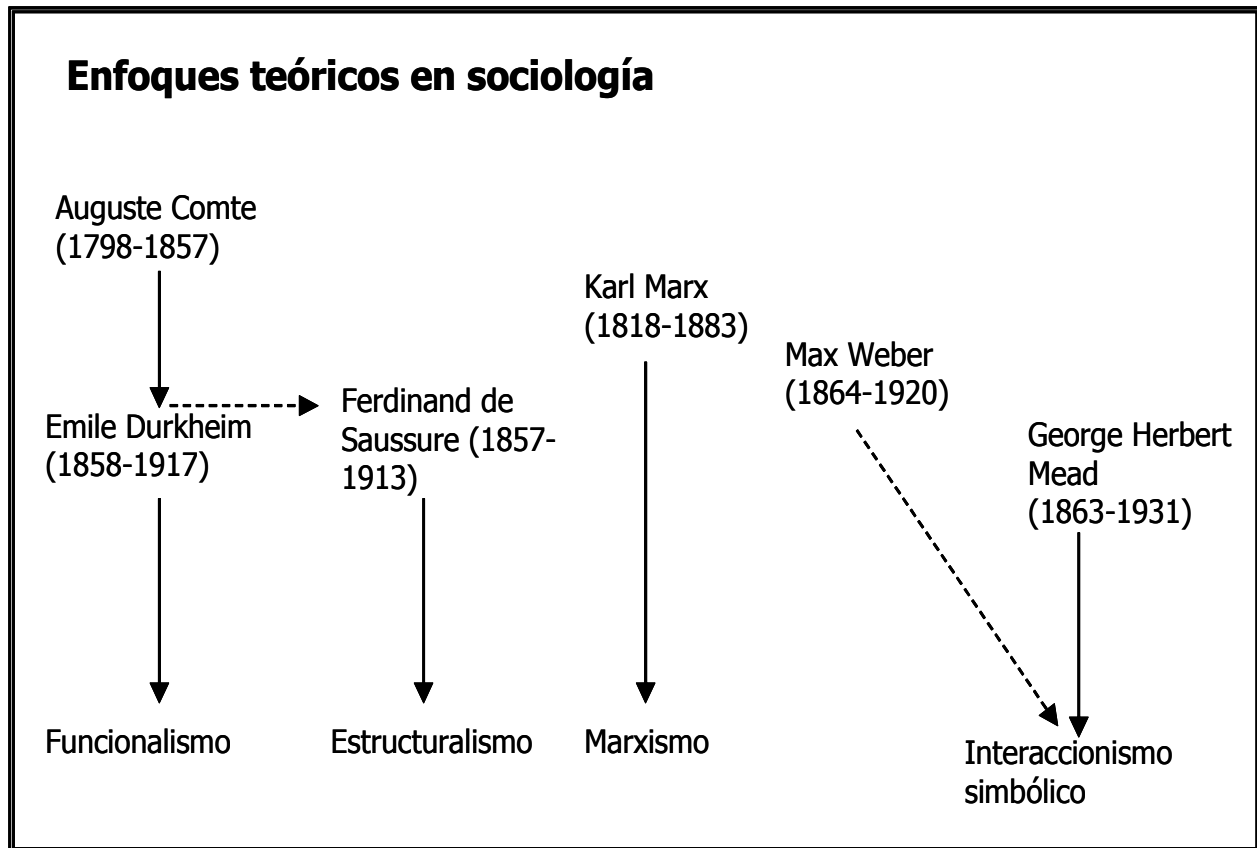 Enfoques teóricos en sociología
Auguste Comte
(1798-1857)
Karl Marx
(1818-1883)
Max Weber
(1864-1920)
Emile Durkheim
(1858-1917)
Ferdinand de
Saussure (1857-
1913)
George Herbert
Mead
(1863-1931)
Funcionalismo
Estructuralismo
Marxismo
Interaccionismo
simbólico